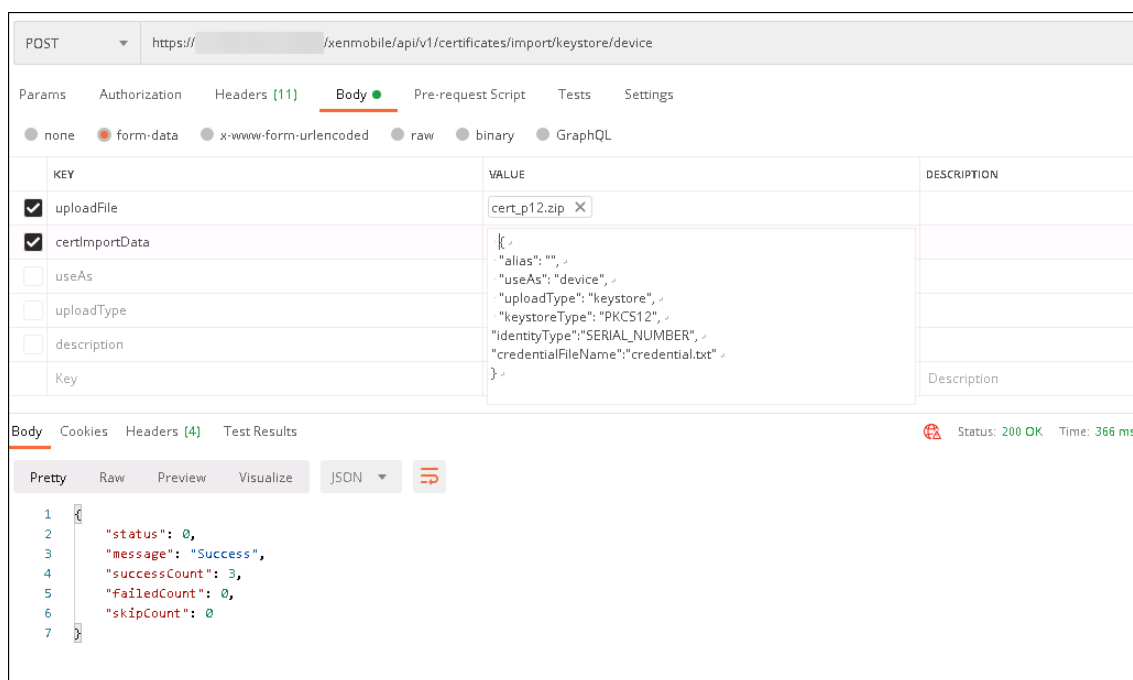 POST https:// /xenmobile/api/v1/certificates/import/keystore/device
Params Authorization Headers (11) Body Pre-request Script Tests Settings
none form-data x-www-form-urlencoded raw binary GraphQL
KEY VALUE DESCRIPTION
uploadFile cert_p12.zip
certImportData
{
"alias": "",
"useAs": "device",
"uploadType": "keystore",
"keystoreType": "PKCS12",
"identityType":"SERIAL_NUMBER",
"credentialFileName":"credential.txt"
}
useAs
uploadType
description
Key Description
Body Cookies Headers (4) Test Results Status: 200 OK Time: 366 ms
Pretty Raw Preview Visualize JSON
1 {
2 "status": 0,
3 "message": "Success",
4 "successCount": 3,
5 "failedCount": 0,
6 "skipCount": 0
7 }